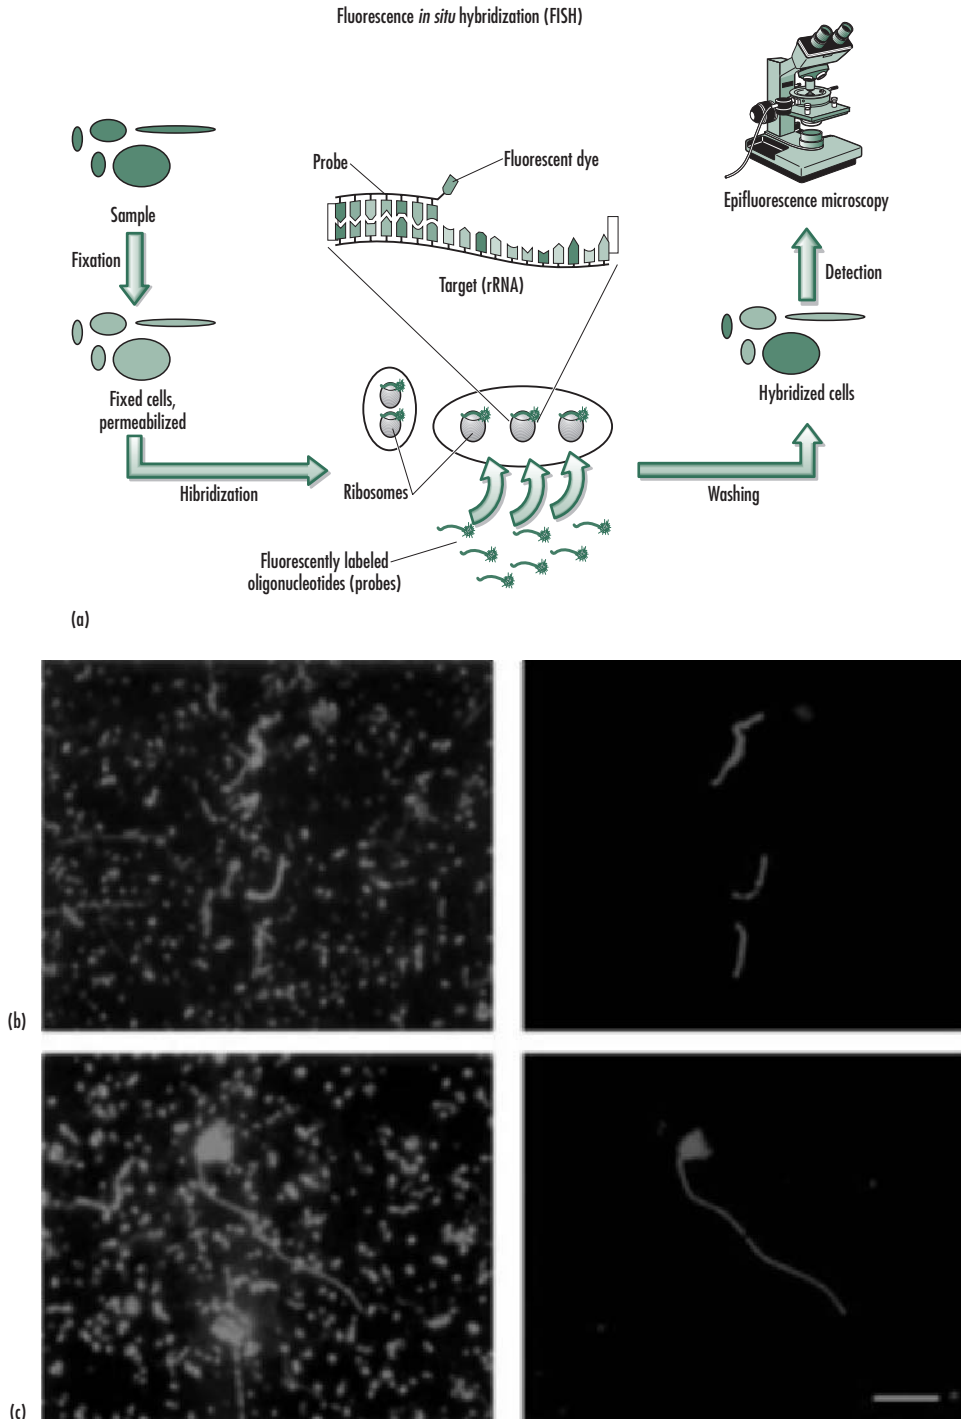 Fluorescence in situ hybridization (FISH)
Probe
Fluorescent dye
Epifluorescence microscopy
Sample
Fixation
Target (rRNA)
Detection
Fixed cells,
permeabilized
Hybridized cells
Hibridization
Ribosomes
Washing
Fluorescently labeled
oligonucleotides (probes)
(a)
(b)
(c)